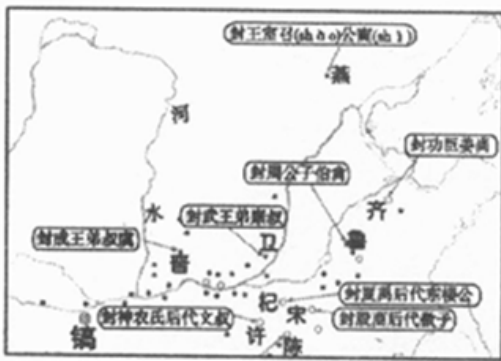 封王室召(shào)公奭(shì)
燕
河
封功臣姜尚
封周公子伯禽
齐
水
封武王弟康叔
鲁
封成王弟叔虞
卫
晋
杞
封夏禹后代东楼公
宋
镐
封神农氏后代文叔
许
封殷商后代微子
陈